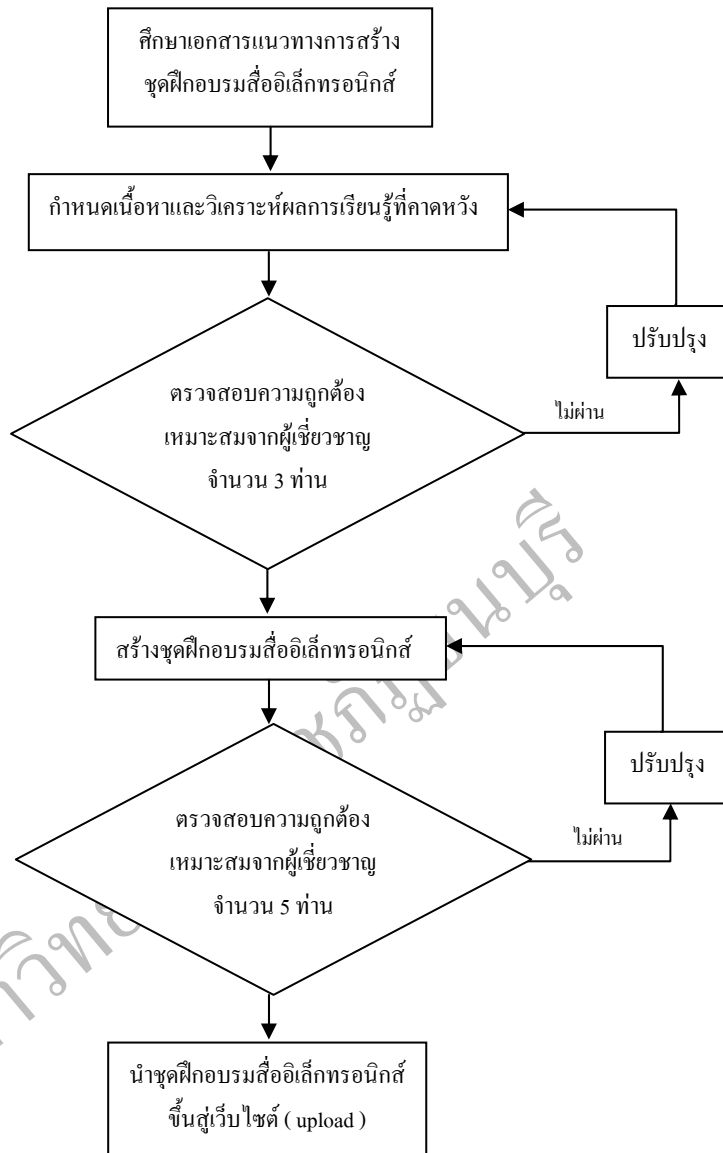 ศึกษาเอกสารแนวทางการสร้าง
ชุดฝึกอบรมสื่ออิเล็กทรอนิกส์
กำหนดเนื้อหาและวิเคราะห์ผลการเรียนรู้ที่คาดหวัง
ปรับปรุง
ตรวจสอบความถูกต้อง
เหมาะสมจากผู้เชี่ยวชาญ
จำนวน 3 ท่าน
ไม่ผ่าน
สร้างชุดฝึกอบรมสื่ออิเล็กทรอนิกส์
ปรับปรุง
ตรวจสอบความถูกต้อง
เหมาะสมจากผู้เชี่ยวชาญ
จำนวน 5 ท่าน
ไม่ผ่าน
นำชุดฝึกอบรมสื่ออิเล็กทรอนิกส์
ขึ้นสู่เว็บไซต์ ( upload )